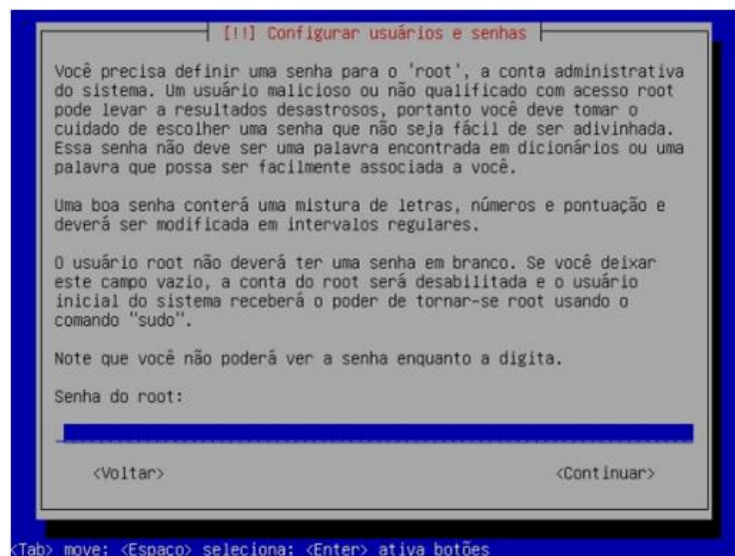 [!!] Configurar usuários e senhas
Você precisa definir uma senha para o 'root', a conta administrativa
do sistema. Um usuário malicioso ou não qualificado com acesso root
pode levar a resultados desastrosos, portanto você deve tomar o
cuidado de escolher uma senha que não seja fácil de ser adivinhada.
Essa senha não deve ser uma palavra encontrada em dicionários ou uma
palavra que possa ser facilmente associada a você.
Uma boa senha conterá uma mistura de letras, números e pontuação e
deverá ser modificada em intervalos regulares.
O usuário root não deverá ter uma senha em branco. Se você deixar
este campo vazio, a conta do root será desabilitada e o usuário
inicial do sistema receberá o poder de tornar-se root usando o
comando "sudo".
Note que você não poderá ver a senha enquanto a digita.
Senha do root:
<Voltar> <Continuar>
<Tab> move; <Espaço> seleciona; <Enter> ativa botões